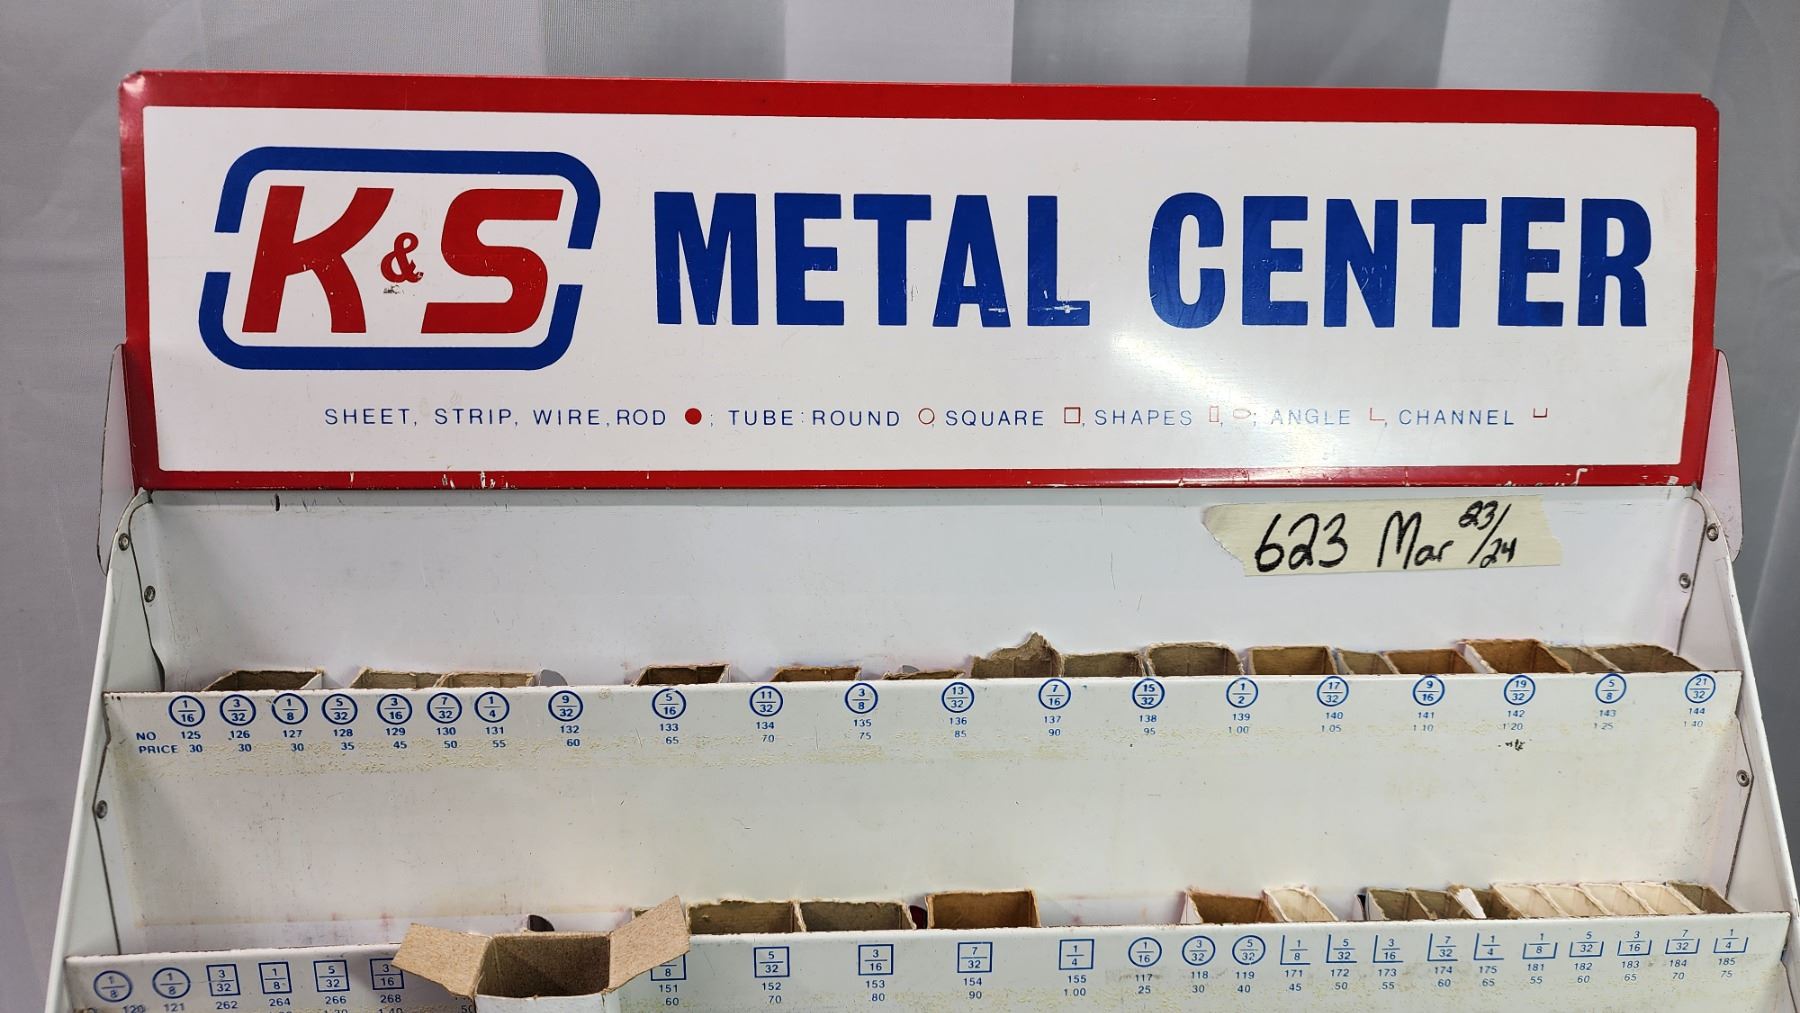 K&S METAL CENTER
SHEET, STRIP, WIRE, ROD ; TUBE: ROUND , SQUARE , SHAPES , ; ANGLE , CHANNEL
623 Mar 23/24
1/16 3/32 1/8 5/32 3/16 7/32 1/4 9/32 5/16 11/32 3/8 13/32 7/16 15/32 1/2 17/32 9/16 19/32 5/8 21/32
NO 125 126 127 128 129 130 131 132 133 134 135 136 137 138 139 140 141 142 143 144
PRICE 30 30 30 35 45 50 55 60 65 70 75 85 90 95 1.00 1.05 1.10 1.20 1.25 1.40
1/8 1/8 3/32 1/8 5/32 3/16 8 5/32 3/16 7/32 1/4 1/16 3/32 5/32 1/8 5/32 3/16 7/32 1/4 1/8 5/32 3/16 7/32 1/4
120 121 262 264 266 268 151 152 153 154 155 117 118 119 171 172 173 174 175 181 182 183 184 185
.60 .70 .80 .90 1.00 .25 30 40 .45 .50 .55 .60 .65 .55 .60 .65 .70 .75